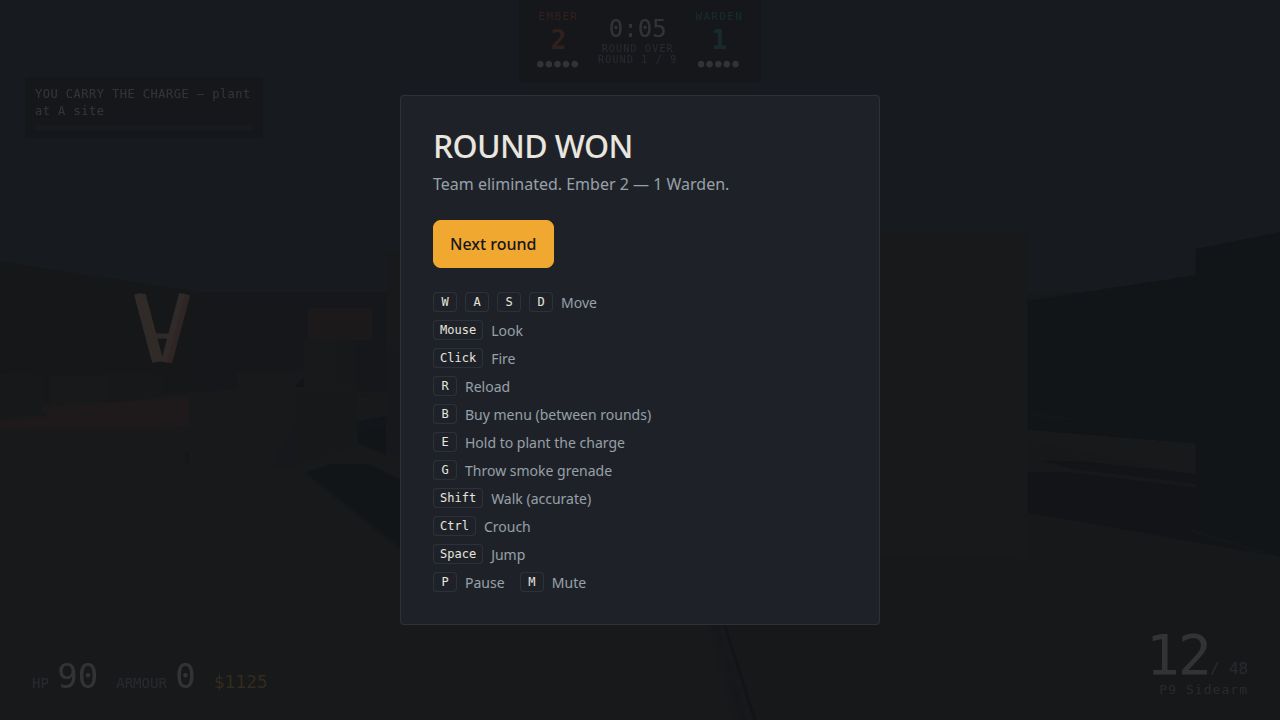 EMBER
2
0:05
ROUND OVER
ROUND 1 / 9
WARDEN
1
YOU CARRY THE CHARGE — plant
at A site
ROUND WON
Team eliminated. Ember 2 — 1 Warden.
Next round
W A S D Move
Mouse Look
Click Fire
R Reload
B Buy menu (between rounds)
E Hold to plant the charge
G Throw smoke grenade
Shift Walk (accurate)
Ctrl Crouch
Space Jump
P Pause M Mute
A
HP 90 ARMOUR 0 $1125
12 / 48
P9 Sidearm